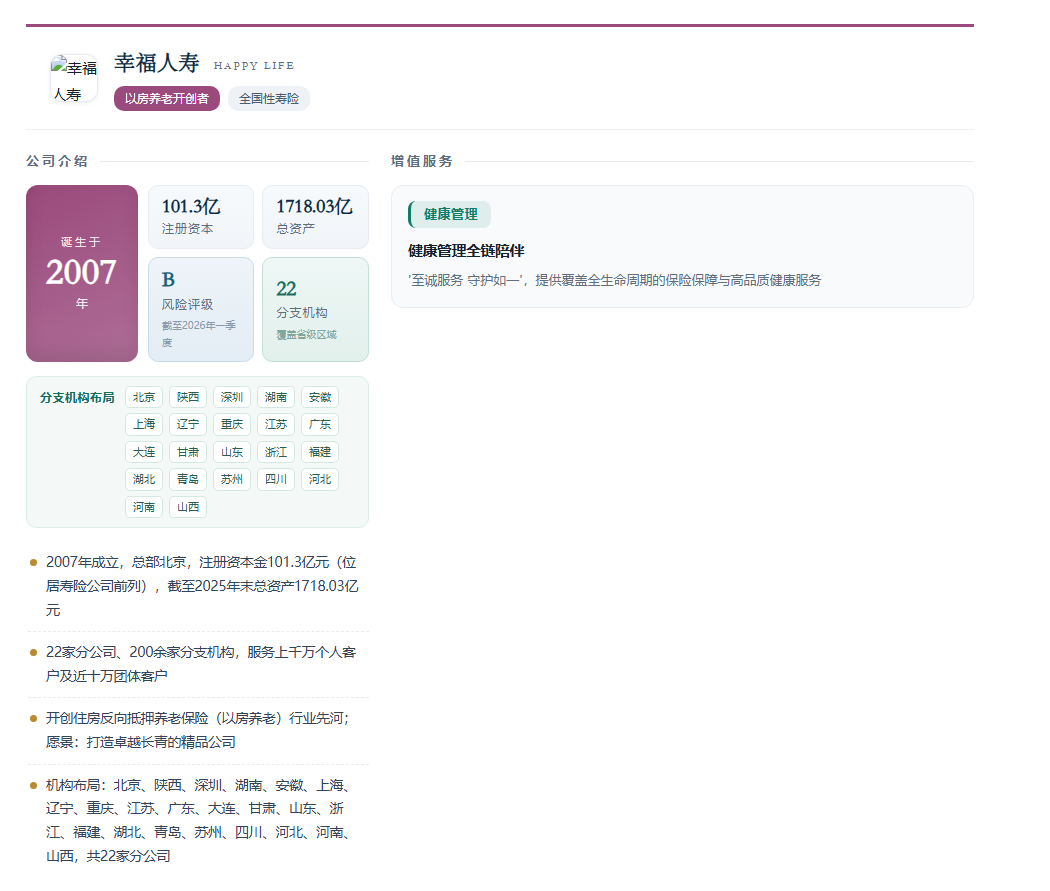 幸福
人寿
幸福人寿 HAPPY LIFE
以房养老开创者 全国性寿险
公司介绍
诞生于
2007
年
101.3亿
注册资本
1718.03亿
总资产
B
风险评级
截至2026年一季
度
22
分支机构
覆盖省级区域
分支机构布局 北京 陕西 深圳 湖南 安徽
上海 辽宁 重庆 江苏 广东
大连 甘肃 山东 浙江 福建
湖北 青岛 苏州 四川 河北
河南 山西
2007年成立，总部北京，注册资本金101.3亿元（位
居寿险公司前列），截至2025年末总资产1718.03亿
元
22家分公司、200余家分支机构，服务上千万个人客
户及近十万团体客户
开创住房反向抵押养老保险（以房养老）行业先河；
愿景：打造卓越长青的精品公司
机构布局：北京、陕西、深圳、湖南、安徽、上海、
辽宁、重庆、江苏、广东、大连、甘肃、山东、浙
江、福建、湖北、青岛、苏州、四川、河北、河南、
山西，共22家分公司
增值服务
健康管理
健康管理全链陪伴
'至诚服务 守护如一'，提供覆盖全生命周期的保险保障与高品质健康服务